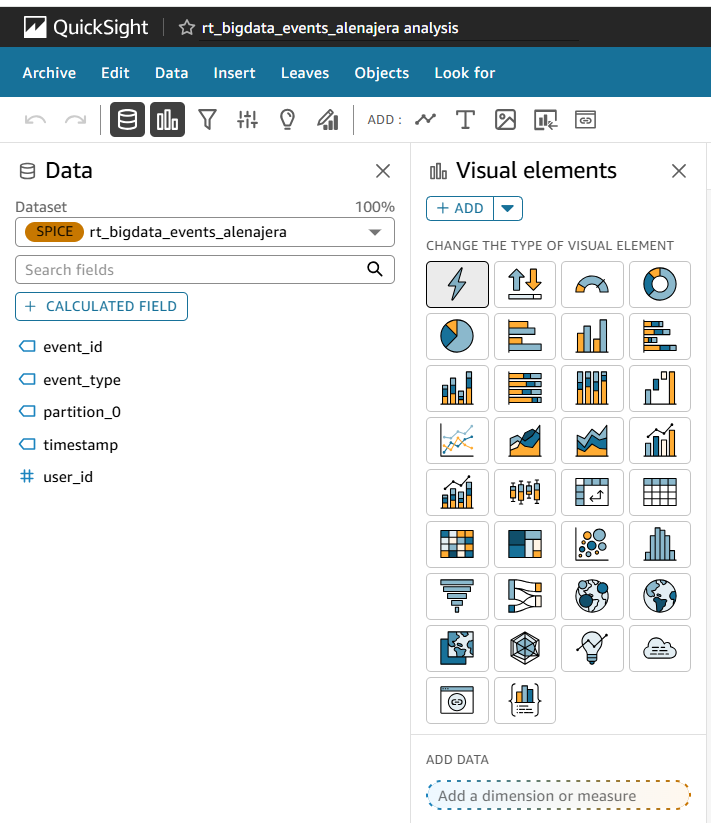 QuickSight rt_bigdata_events_alenajera analysis
Archive Edit Data Insert Leaves Objects Look for
ADD :
Data
Dataset 100%
SPICE rt_bigdata_events_alenajera
Search fields
+ CALCULATED FIELD
event_id
event_type
partition_0
timestamp
# user_id
Visual elements
+ ADD
CHANGE THE TYPE OF VISUAL ELEMENT
ADD DATA
Add a dimension or measure